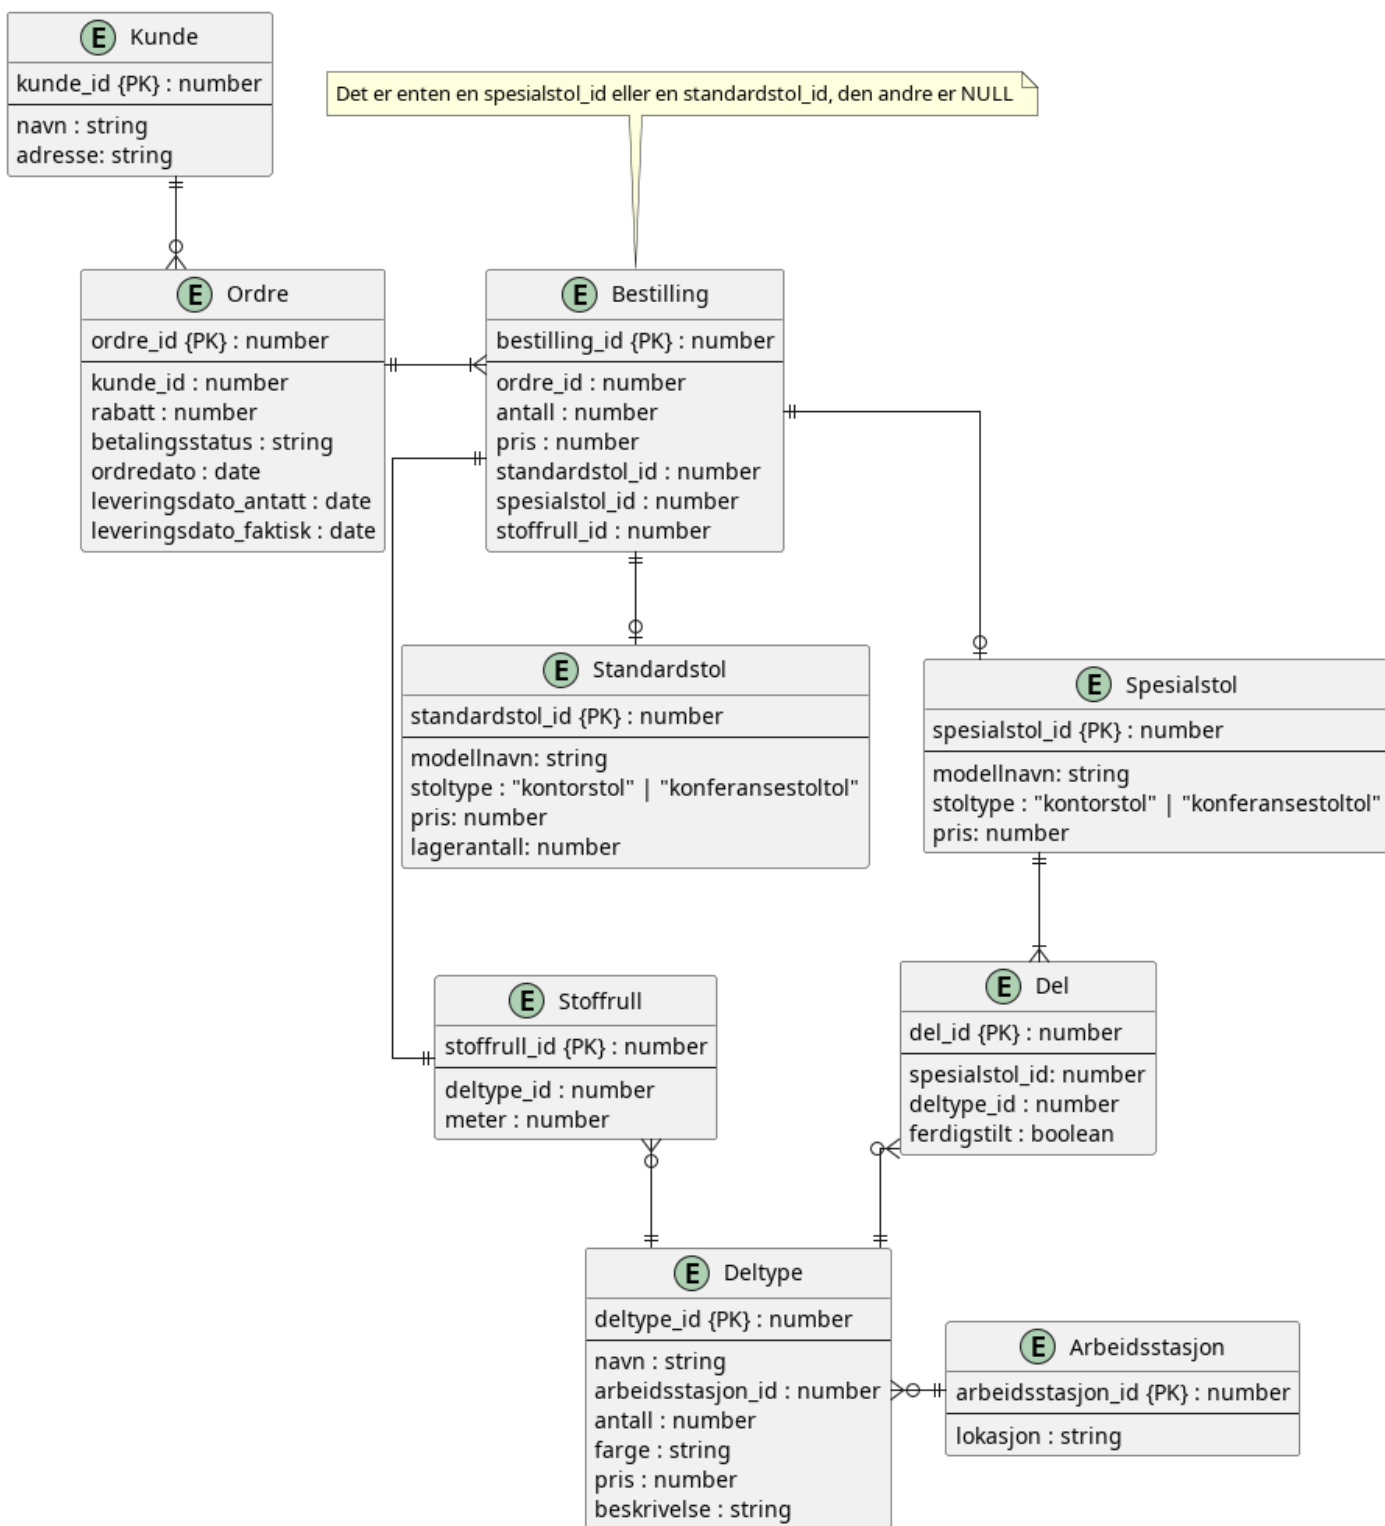 E Kunde
kunde_id {PK} : number
navn : string
adresse: string
Det er enten en spesialstol_id eller en standardstol_id, den andre er NULL
E Ordre
ordre_id {PK} : number
kunde_id : number
rabatt : number
betalingsstatus : string
ordredato : date
leveringsdato_antatt : date
leveringsdato_faktisk : date
E Bestilling
bestilling_id {PK} : number
ordre_id : number
antall : number
pris : number
standardstol_id : number
spesialstol_id : number
stoffrull_id : number
E Standardstol
standardstol_id {PK} : number
modellnavn: string
stoltype : "kontorstol" | "konferansestoltol"
pris: number
lagerantall: number
E Spesialstol
spesialstol_id {PK} : number
modellnavn: string
stoltype : "kontorstol" | "konferansestoltol"
pris: number
E Stoffrull
stoffrull_id {PK} : number
deltype_id : number
meter : number
E Del
del_id {PK} : number
spesialstol_id: number
deltype_id : number
ferdigstilt : boolean
E Deltype
deltype_id {PK} : number
navn : string
arbeidsstasjon_id : number
antall : number
farge : string
pris : number
beskrivelse : string
E Arbeidsstasjon
arbeidsstasjon_id {PK} : number
lokasjon : string